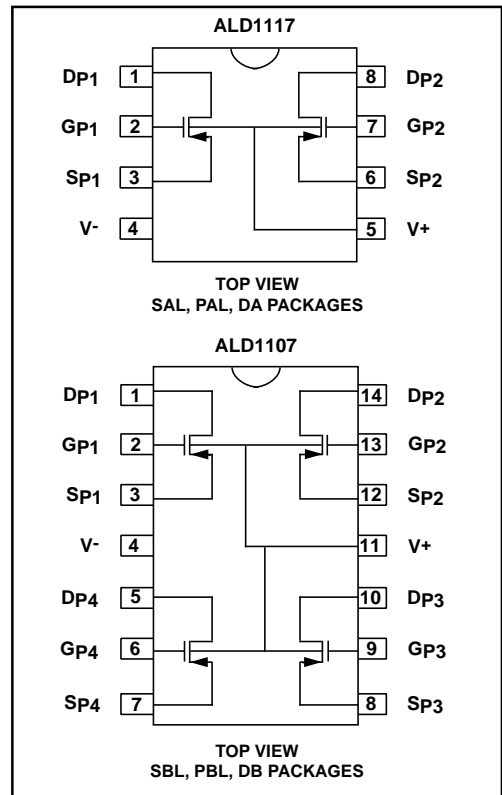 ALD1117
DP1 1 8 DP2
GP1 2 7 GP2
SP1 3 6 SP2
V- 4 5 V+
TOP VIEW
SAL, PAL, DA PACKAGES
ALD1107
DP1 1 14 DP2
GP1 2 13 GP2
SP1 3 12 SP2
V- 4 11 V+
DP4 5 10 DP3
GP4 6 9 GP3
SP4 7 8 SP3
TOP VIEW
SBL, PBL, DB PACKAGES